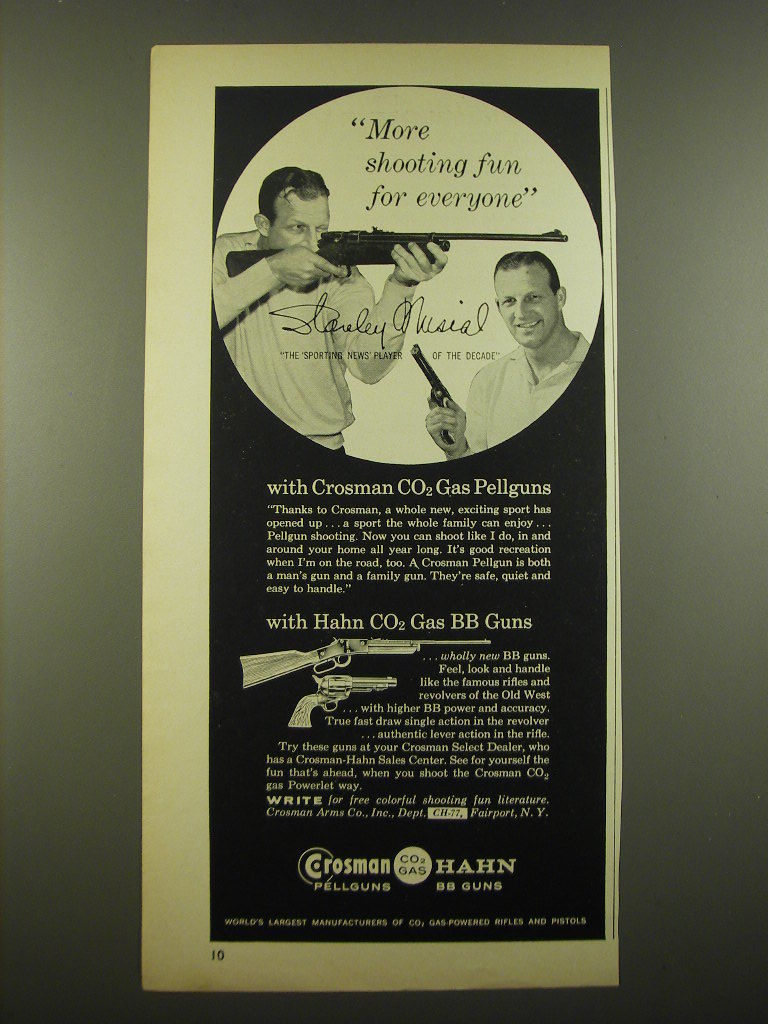 “More
shooting fun
for everyone”
Stanley Musial
"THE 'SPORTING NEWS' PLAYER OF THE DECADE"
with Crosman CO₂ Gas Pellguns
“Thanks to Crosman, a whole new, exciting sport has
opened up . . . a sport the whole family can enjoy . . .
Pellgun shooting. Now you can shoot like I do, in and
around your home all year long. It's good recreation
when I'm on the road, too. A Crosman Pellgun is both
a man's gun and a family gun. They're safe, quiet and
easy to handle.”
with Hahn CO₂ Gas BB Guns
. . . wholly new BB guns.
Feel, look and handle
like the famous rifles and
revolvers of the Old West
. . . with higher BB power and accuracy.
True fast draw single action in the revolver
. . . authentic lever action in the rifle.
Try these guns at your Crosman Select Dealer, who
has a Crosman-Hahn Sales Center. See for yourself the
fun that's ahead, when you shoot the Crosman CO₂
gas Powerlet way.
WRITE for free colorful shooting fun literature.
Crosman Arms Co., Inc., Dept. CH-77, Fairport, N. Y.
Crosman CO₂ GAS HAHN
PELLGUNS BB GUNS
WORLD'S LARGEST MANUFACTURERS OF CO₂ GAS-POWERED RIFLES AND PISTOLS
10